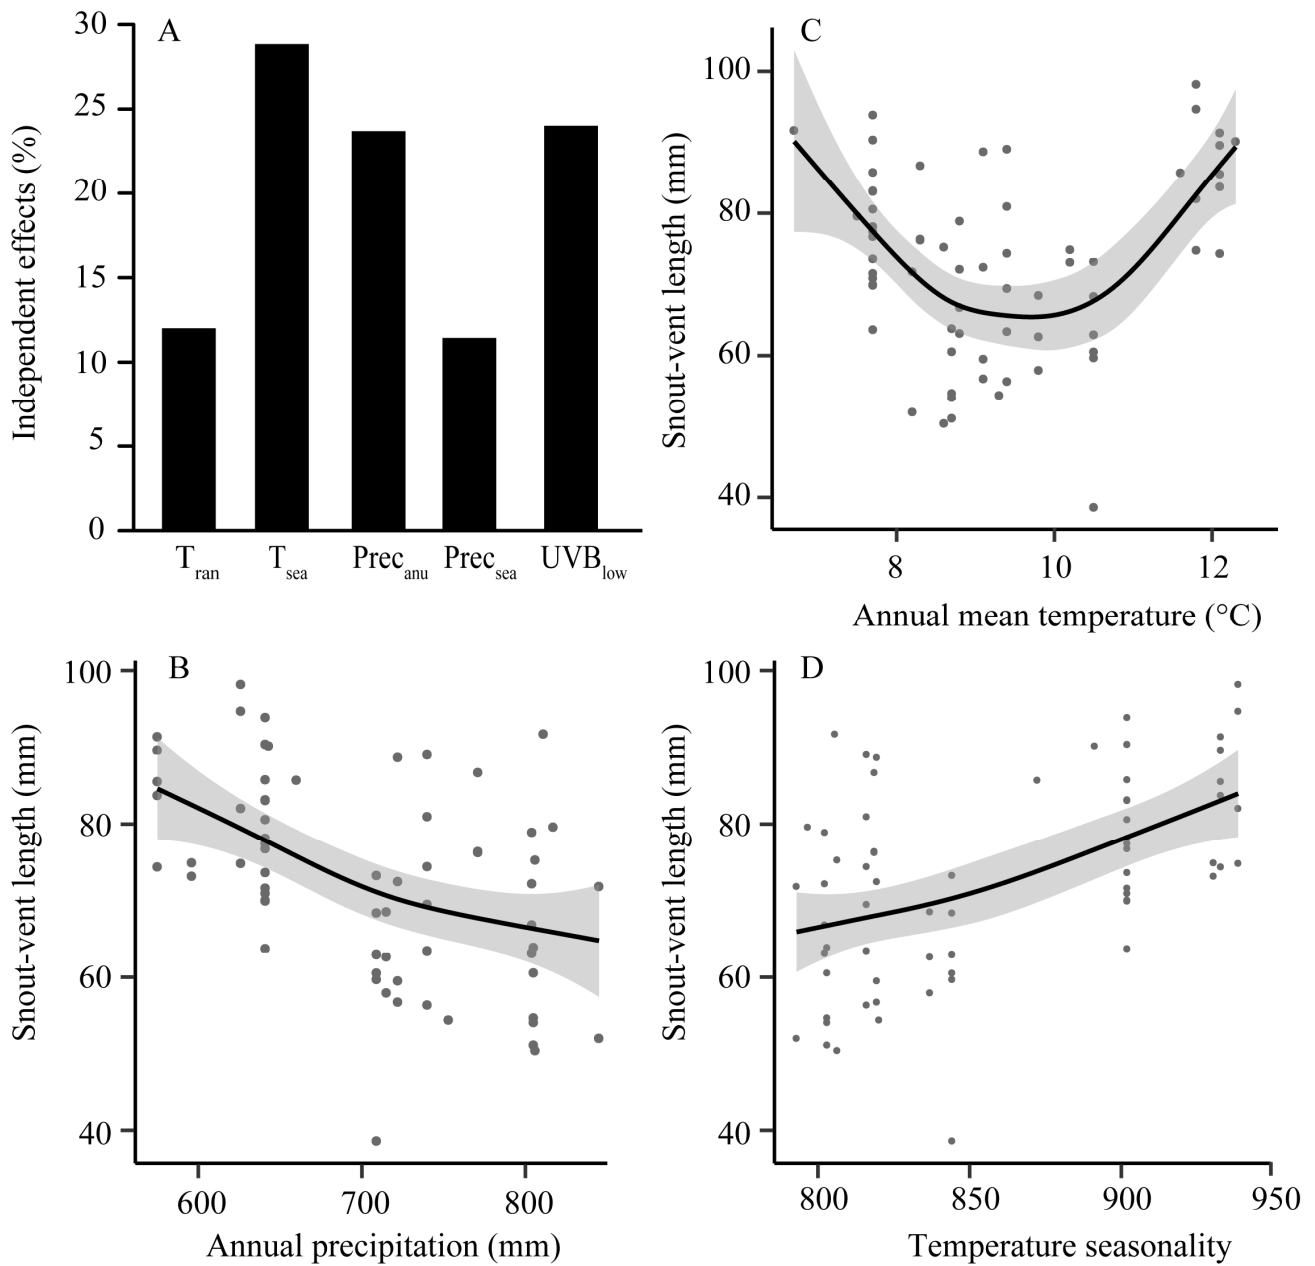 A
30
25
20
15
10
5
0
Independent effects (%)
Tran Tsea Precanu Precsea UVBlow
C
100
80
60
40
Snout-vent length (mm)
8 10 12
Annual mean temperature (°C)
B
100
80
60
40
Snout-vent length (mm)
600 700 800
Annual precipitation (mm)
D
100
80
60
40
Snout-vent length (mm)
800 850 900 950
Temperature seasonality